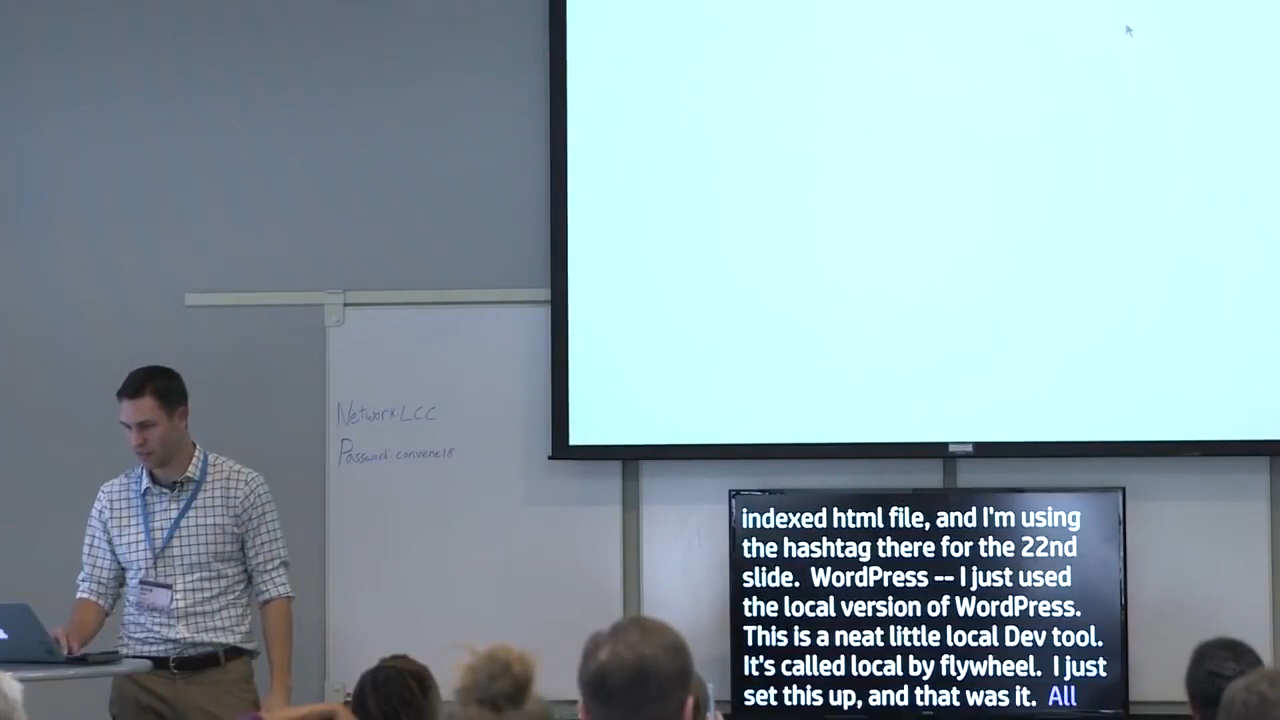 Network: LCC
Password: convene18
indexed html file, and I'm using
the hashtag there for the 22nd
slide. WordPress -- I just used
the local version of WordPress.
This is a neat little local Dev tool.
It's called local by flywheel. I just
set this up, and that was it. All